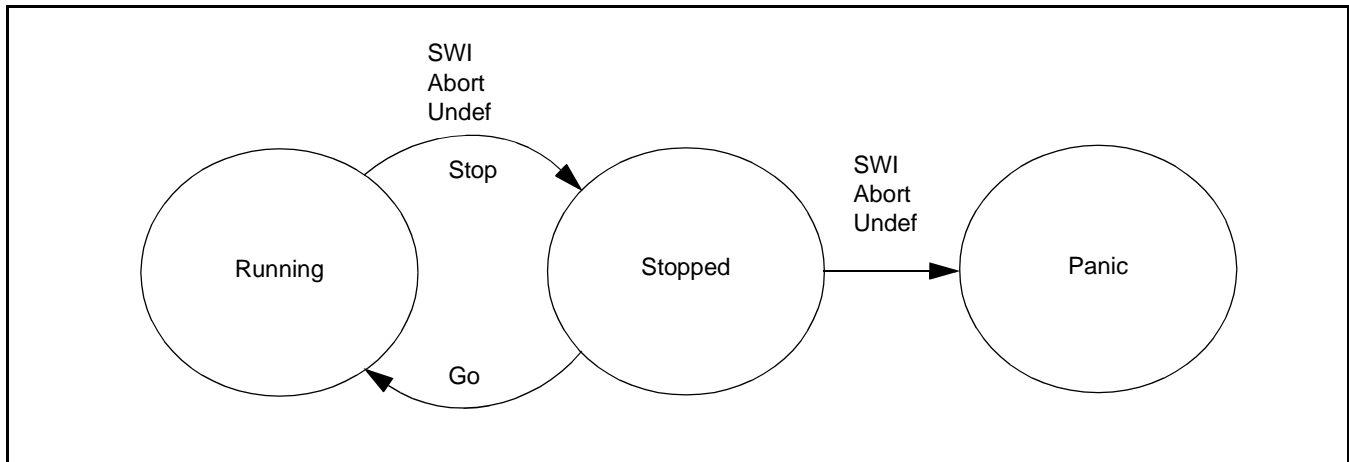 SWI
Abort
Undef
Stop
SWI
Abort
Undef
Running
Stopped
Panic
Go